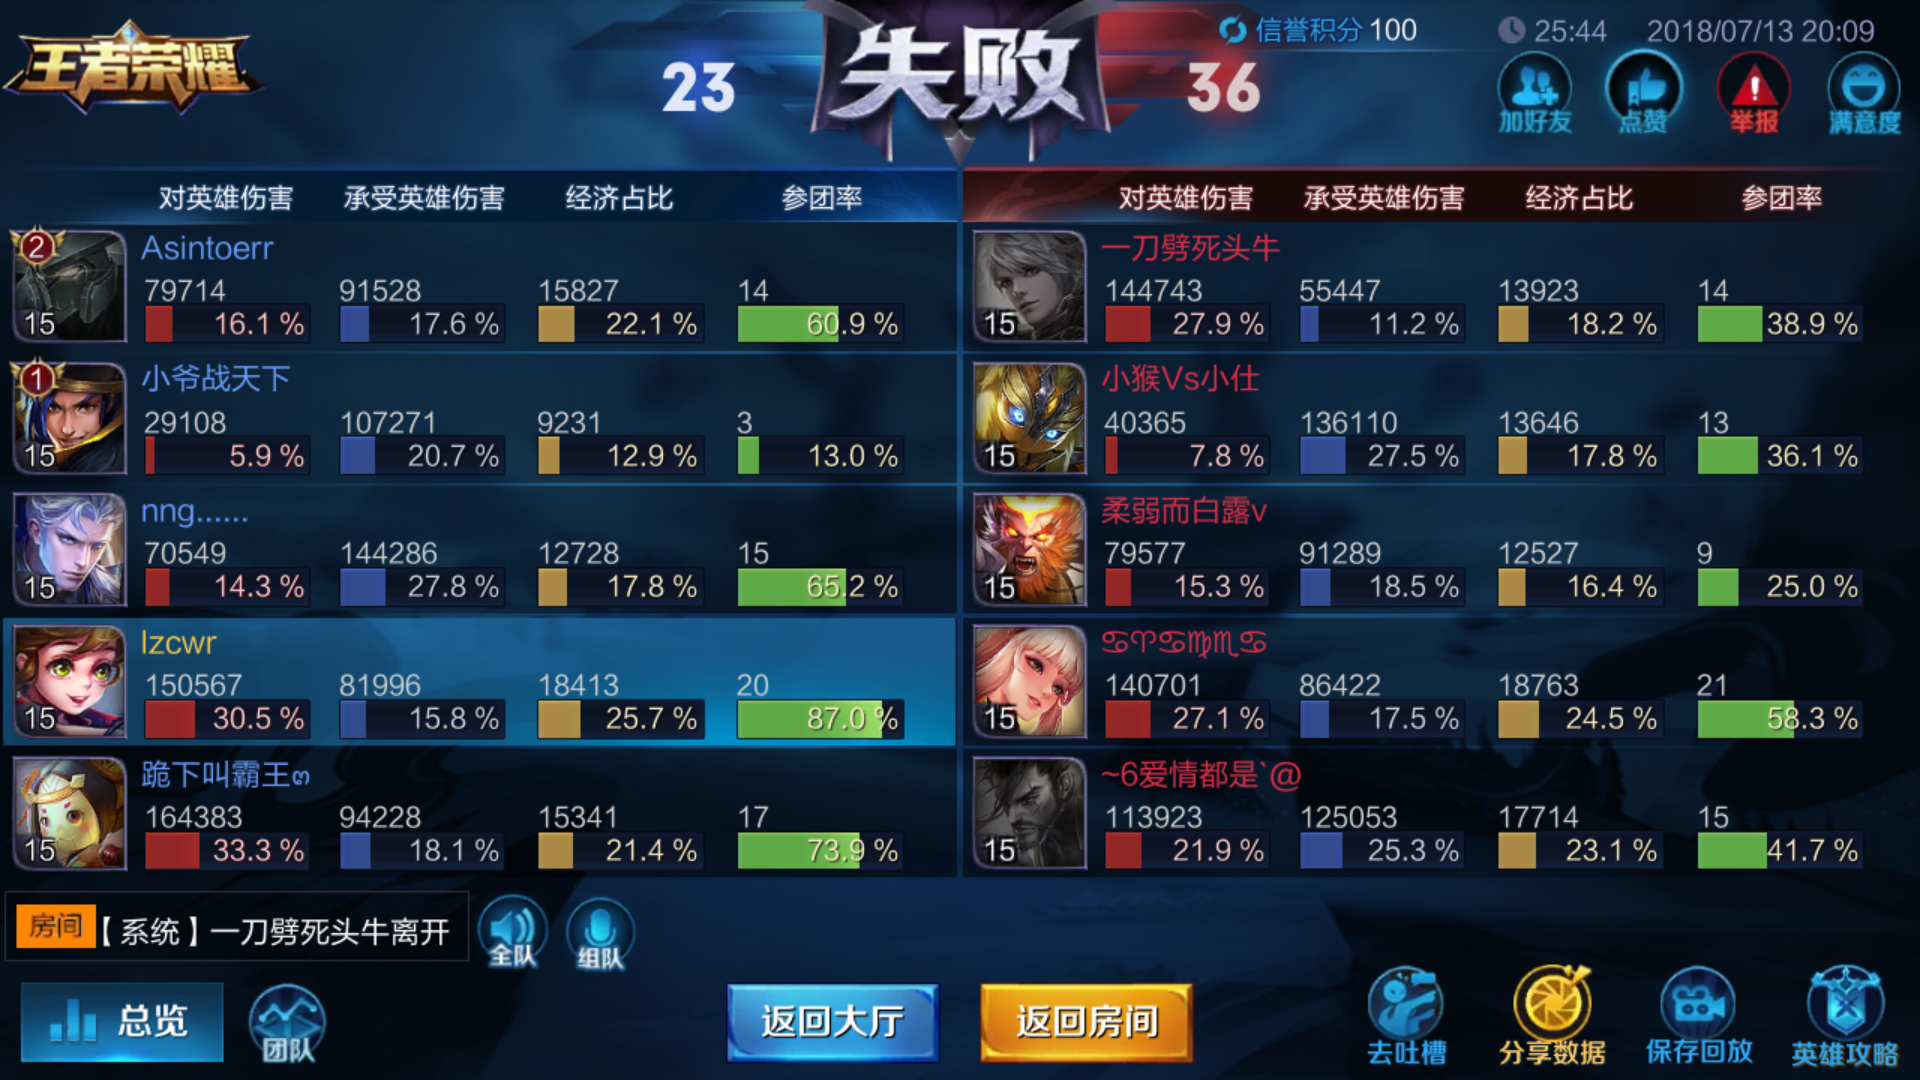 王者荣耀
23
失败
36
信誉积分 100
25:44
2018/07/13 20:09
加好友
点赞
举报
满意度
对英雄伤害 承受英雄伤害 经济占比 参团率
对英雄伤害 承受英雄伤害 经济占比 参团率
2
Asintoerr
79714 91528 15827 14
15 16.1 % 17.6 % 22.1 % 60.9 %
1
小爷战天下
29108 107271 9231 3
15 5.9 % 20.7 % 12.9 % 13.0 %
nng......
70549 144286 12728 15
15 14.3 % 27.8 % 17.8 % 65.2 %
lzcwr
150567 81996 18413 20
15 30.5 % 15.8 % 25.7 % 87.0 %
跪下叫霸王ო
164383 94228 15341 17
15 33.3 % 18.1 % 21.4 % 73.9 %
一刀劈死头牛
144743 55447 13923 14
15 27.9 % 11.2 % 18.2 % 38.9 %
小猴Vs小仕
40365 136110 13646 13
15 7.8 % 27.5 % 17.8 % 36.1 %
柔弱而白露v
79577 91289 12527 9
15 15.3 % 18.5 % 16.4 % 25.0 %
♋♈♋♍♏♋
140701 86422 18763 21
15 27.1 % 17.5 % 24.5 % 58.3 %
~6爱情都是`@
113923 125053 17714 15
15 21.9 % 25.3 % 23.1 % 41.7 %
房间【 系统 】一刀劈死头牛离开
全队
组队
总览
团队
返回大厅
返回房间
去吐槽
分享数据
保存回放
英雄攻略